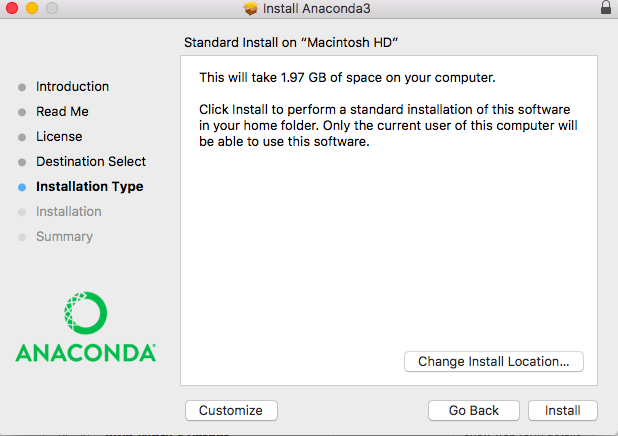 Install Anaconda3
Standard Install on “Macintosh HD”
Introduction
Read Me
License
Destination Select
Installation Type
Installation
Summary
This will take 1.97 GB of space on your computer.
Click Install to perform a standard installation of this software
in your home folder. Only the current user of this computer will
be able to use this software.
ANACONDA
Change Install Location...
Customize
Go Back
Install